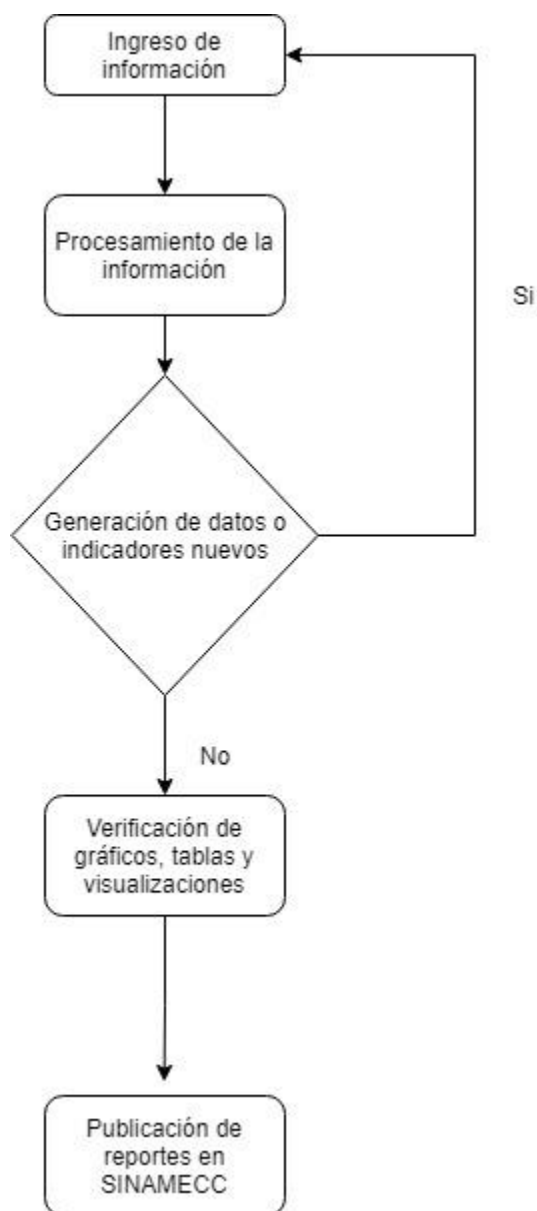 Ingreso de
información
Procesamiento de la
información
Si
Generación de datos o
indicadores nuevos
No
Verificación de
gráficos, tablas y
visualizaciones
Publicación de
reportes en
SINAMECC